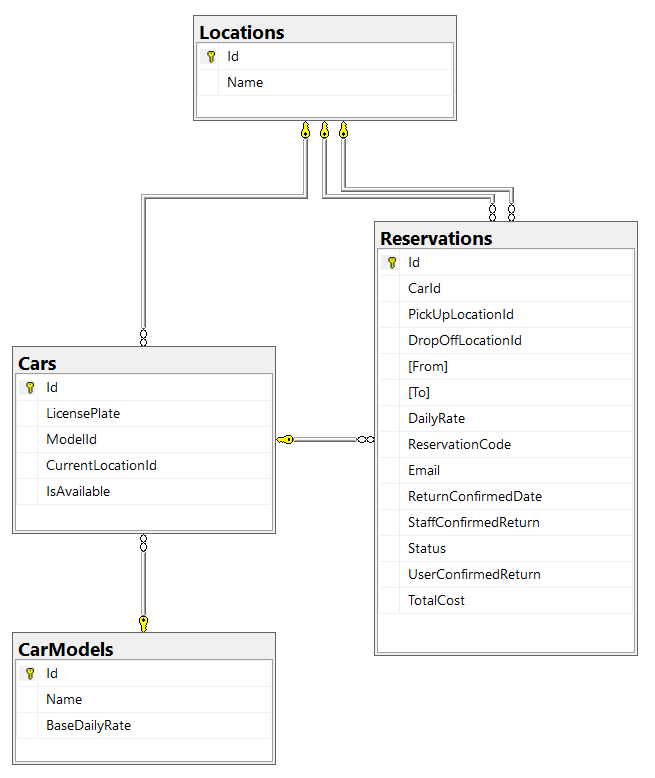 Locations
Id
Name
Reservations
Id
CarId
PickUpLocationId
DropOffLocationId
[From]
[To]
DailyRate
ReservationCode
Email
ReturnConfirmedDate
StaffConfirmedReturn
Status
UserConfirmedReturn
TotalCost
Cars
Id
LicensePlate
ModelId
CurrentLocationId
IsAvailable
CarModels
Id
Name
BaseDailyRate